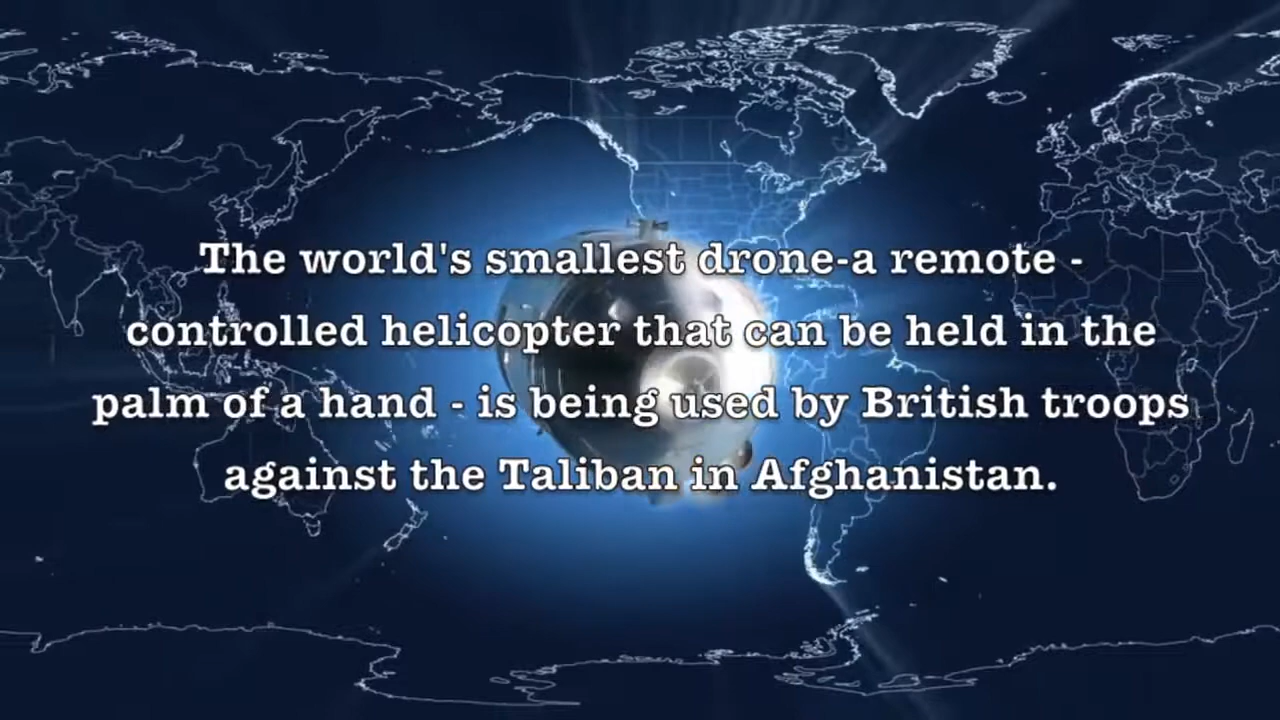 The world's smallest drone-a remote -
controlled helicopter that can be held in the
palm of a hand - is being used by British troops
against the Taliban in Afghanistan.